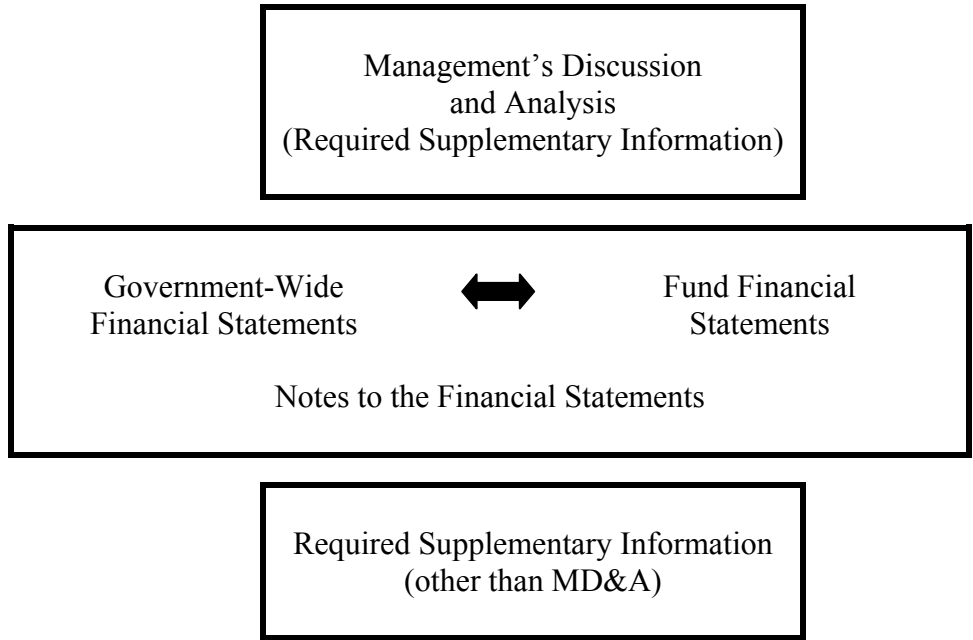 Management’s Discussion
and Analysis
(Required Supplementary Information)
Government-Wide
Financial Statements
Fund Financial
Statements
Notes to the Financial Statements
Required Supplementary Information
(other than MD&A)